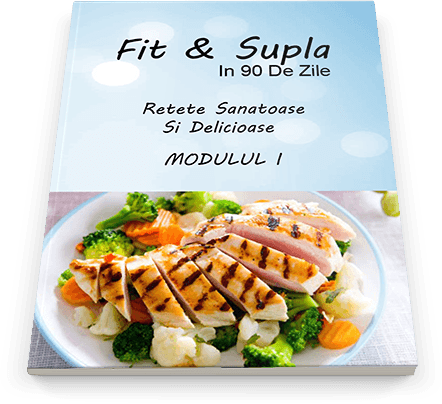 Fit & Supla
In 90 De Zile
Retete Sanatoase
Si Delicioase
MODULUL I